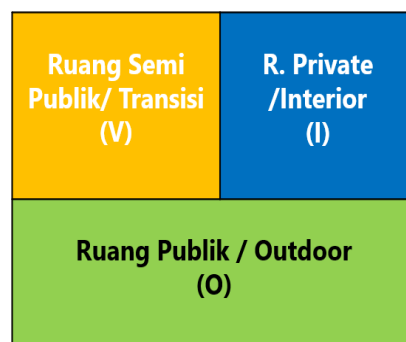 Ruang Semi
Publik/ Transisi
(V)
R. Private
/Interior
(I)
Ruang Publik / Outdoor
(O)